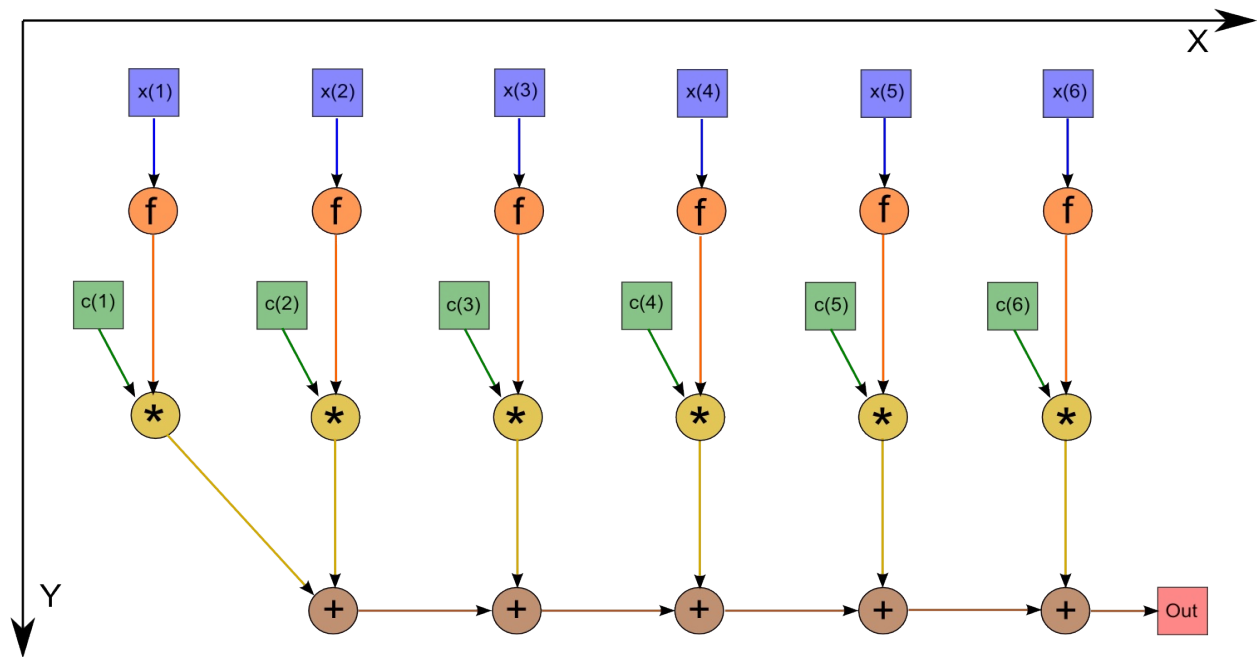 X
x(1) x(2) x(3) x(4) x(5) x(6)
f f f f f f
c(1) c(2) c(3) c(4) c(5) c(6)
* * * * * *
Y
+ + + + + Out